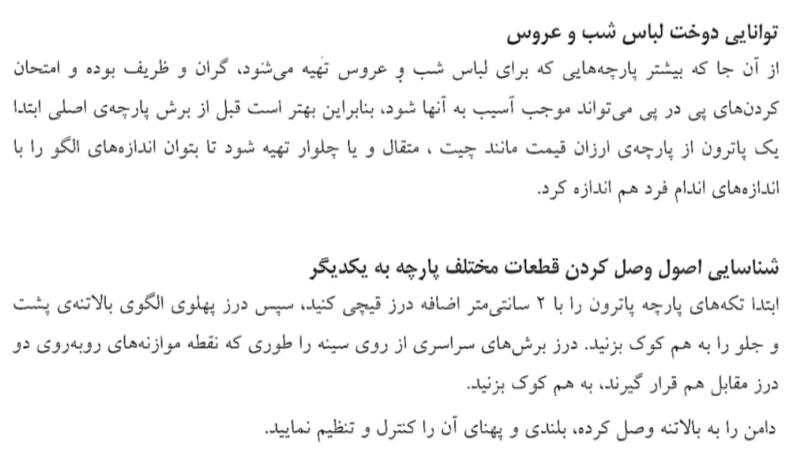 توانایی دوخت لباس شب و عروس
از آن جا که بیشتر پارچه‌هایی که برای لباس شب و عروس تهیه می‌شود، گران و ظریف بوده و امتحان
کردن‌های پی در پی می‌تواند موجب آسیب به آنها شود، بنابراین بهتر است قبل از برش پارچه‌ی اصلی ابتدا
یک پاترون از پارچه‌ی ارزان قیمت مانند چیت ، متقال و یا چلوار تهیه شود تا بتوان اندازه‌های الگو را با
اندازه‌های اندام فرد هم اندازه کرد.
شناسایی اصول وصل کردن قطعات مختلف پارچه به یکدیگر
ابتدا تکه‌های پارچه پاترون را با ۲ سانتی‌متر اضافه درز قیچی کنید، سپس درز پهلوی الگوی بالاتنه‌ی پشت
و جلو را به هم کوک بزنید. درز برش‌های سراسری از روی سینه را طوری که نقطه موازنه‌های روبه‌روی دو
درز مقابل هم قرار گیرند، به هم کوک بزنید.
دامن را به بالاتنه وصل کرده، بلندی و پهنای آن را کنترل و تنظیم نمایید.